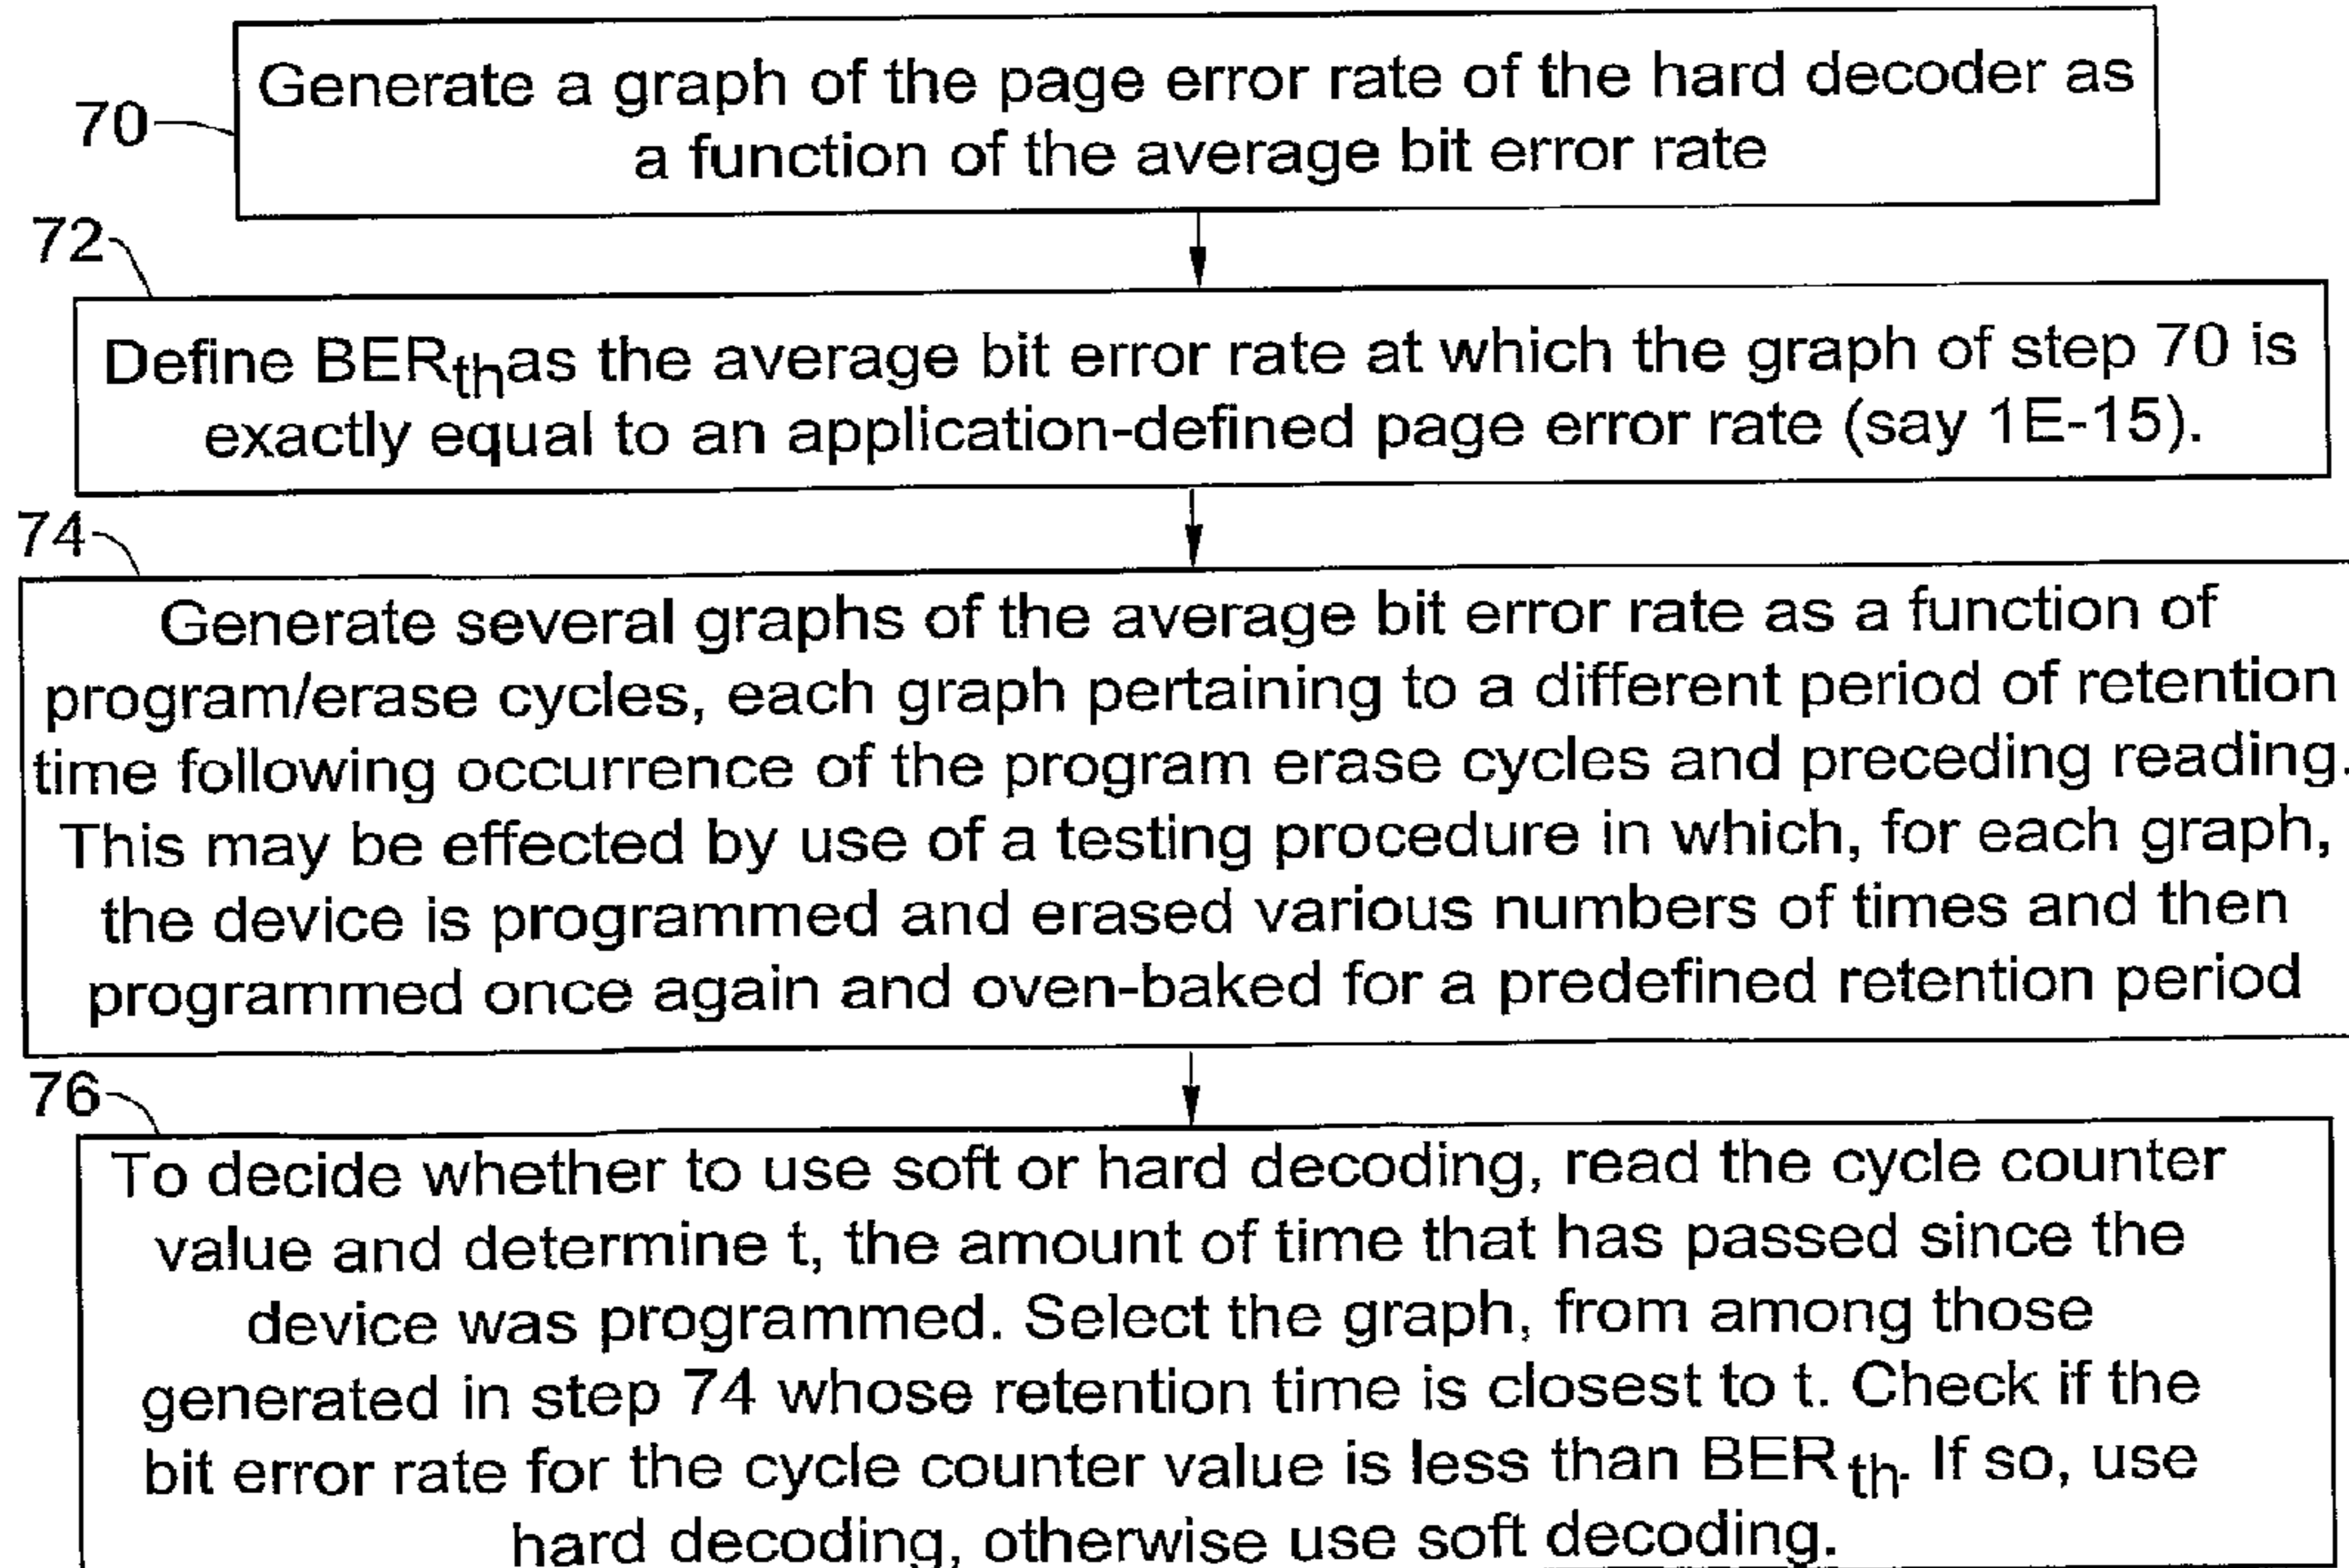 70
Generate a graph of the page error rate of the hard decoder as
a function of the average bit error rate
72
Define BERthas the average bit error rate at which the graph of step 70 is
exactly equal to an application-defined page error rate (say 1E-15).
74
Generate several graphs of the average bit error rate as a function of
program/erase cycles, each graph pertaining to a different period of retention
time following occurrence of the program erase cycles and preceding reading.
This may be effected by use of a testing procedure in which, for each graph,
the device is programmed and erased various numbers of times and then
programmed once again and oven-baked for a predefined retention period
76
To decide whether to use soft or hard decoding, read the cycle counter
value and determine t, the amount of time that has passed since the
device was programmed. Select the graph, from among those
generated in step 74 whose retention time is closest to t. Check if the
bit error rate for the cycle counter value is less than BER th. If so, use
hard decoding, otherwise use soft decoding.